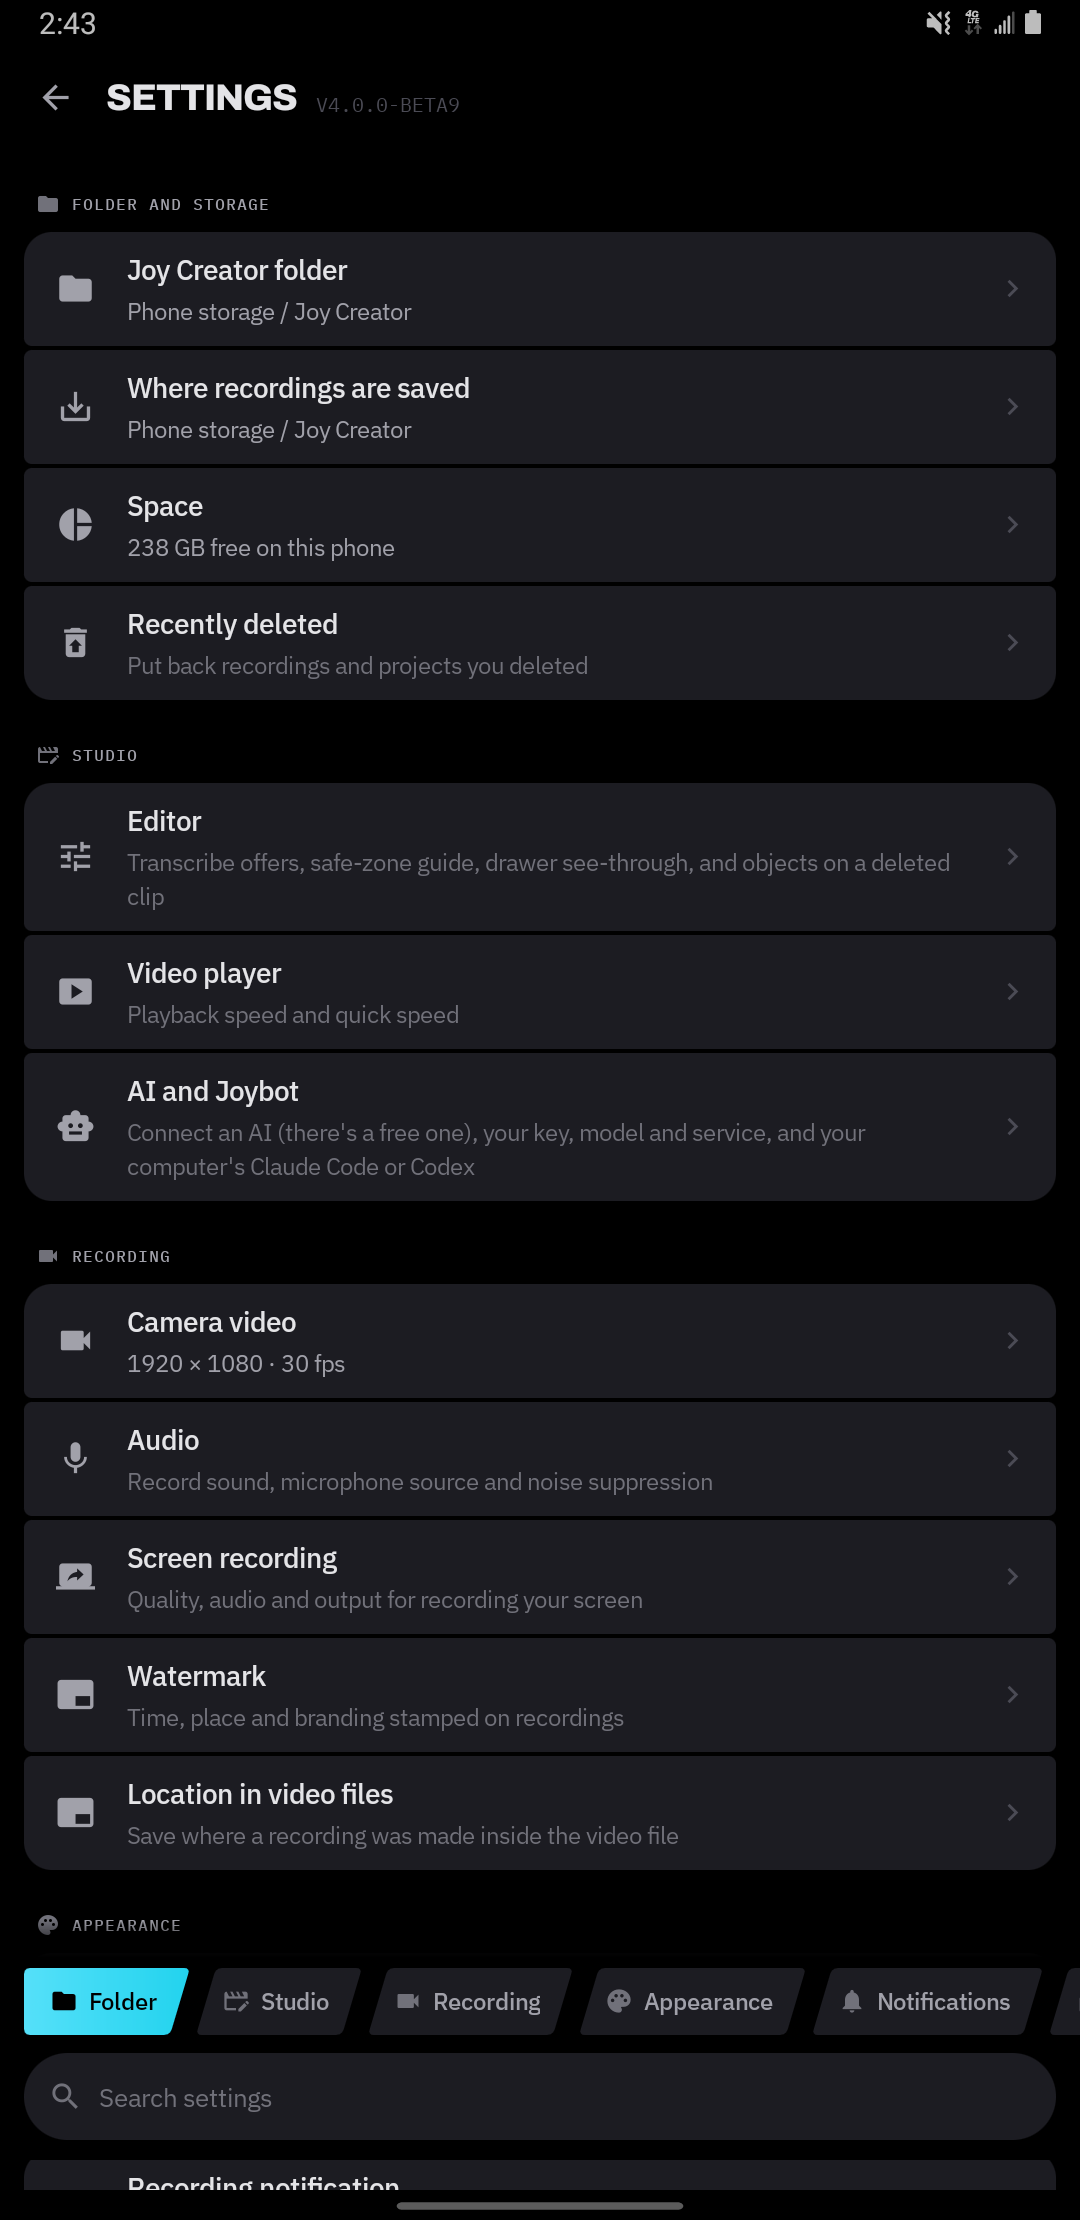 2:43
4G
LTE
SETTINGS V4.0.0-BETA9
FOLDER AND STORAGE
Joy Creator folder
Phone storage / Joy Creator
Where recordings are saved
Phone storage / Joy Creator
Space
238 GB free on this phone
Recently deleted
Put back recordings and projects you deleted
STUDIO
Editor
Transcribe offers, safe-zone guide, drawer see-through, and objects on a deleted
clip
Video player
Playback speed and quick speed
AI and Joybot
Connect an AI (there's a free one), your key, model and service, and your
computer's Claude Code or Codex
RECORDING
Camera video
1920 × 1080 · 30 fps
Audio
Record sound, microphone source and noise suppression
Screen recording
Quality, audio and output for recording your screen
Watermark
Time, place and branding stamped on recordings
Location in video files
Save where a recording was made inside the video file
APPEARANCE
Folder Studio Recording Appearance Notifications
Search settings
Recording notification